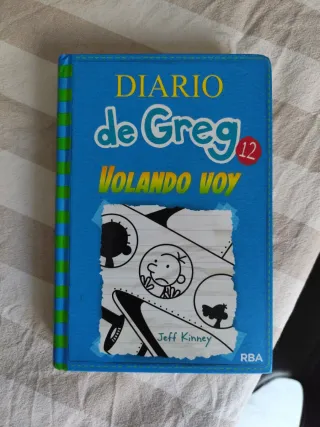 DIARIO
de Greg
12
VOLANDO VOY
Jeff Kinney
RBA